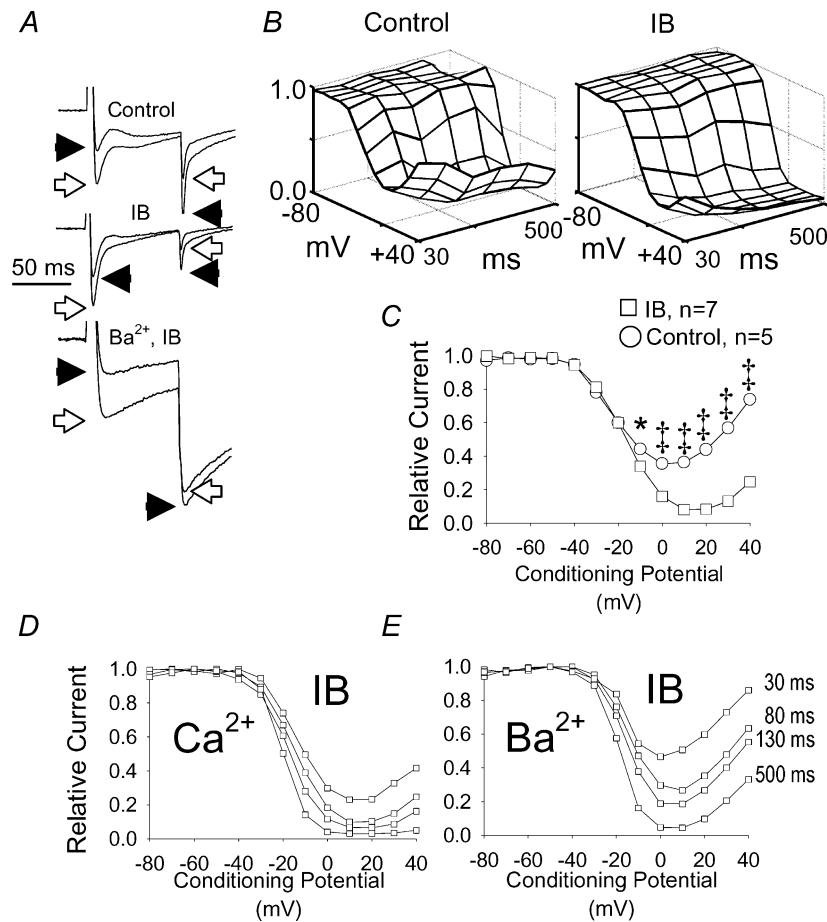 A
Control
IB
50 ms
Ba2+, IB
B
Control
IB
1.0
0.0
-80
mV
+40
30
ms
500
-80
mV
+40
30
ms
500
C
IB, n=7
Control, n=5
Relative Current
1.0
0.8
0.6
0.4
0.2
0.0
* ‡ ‡ ‡ ‡ ‡
-80 -60 -40 -20 0 20 40
Conditioning Potential
(mV)
D
Relative Current
1.0
0.8
0.6
0.4
0.2
0.0
IB
Ca2+
-80 -60 -40 -20 0 20 40
Conditioning Potential
(mV)
E
1.0
0.8
0.6
0.4
0.2
0.0
IB
Ba2+
30 ms
80 ms
130 ms
500 ms
-80 -60 -40 -20 0 20 40
Conditioning Potential
(mV)